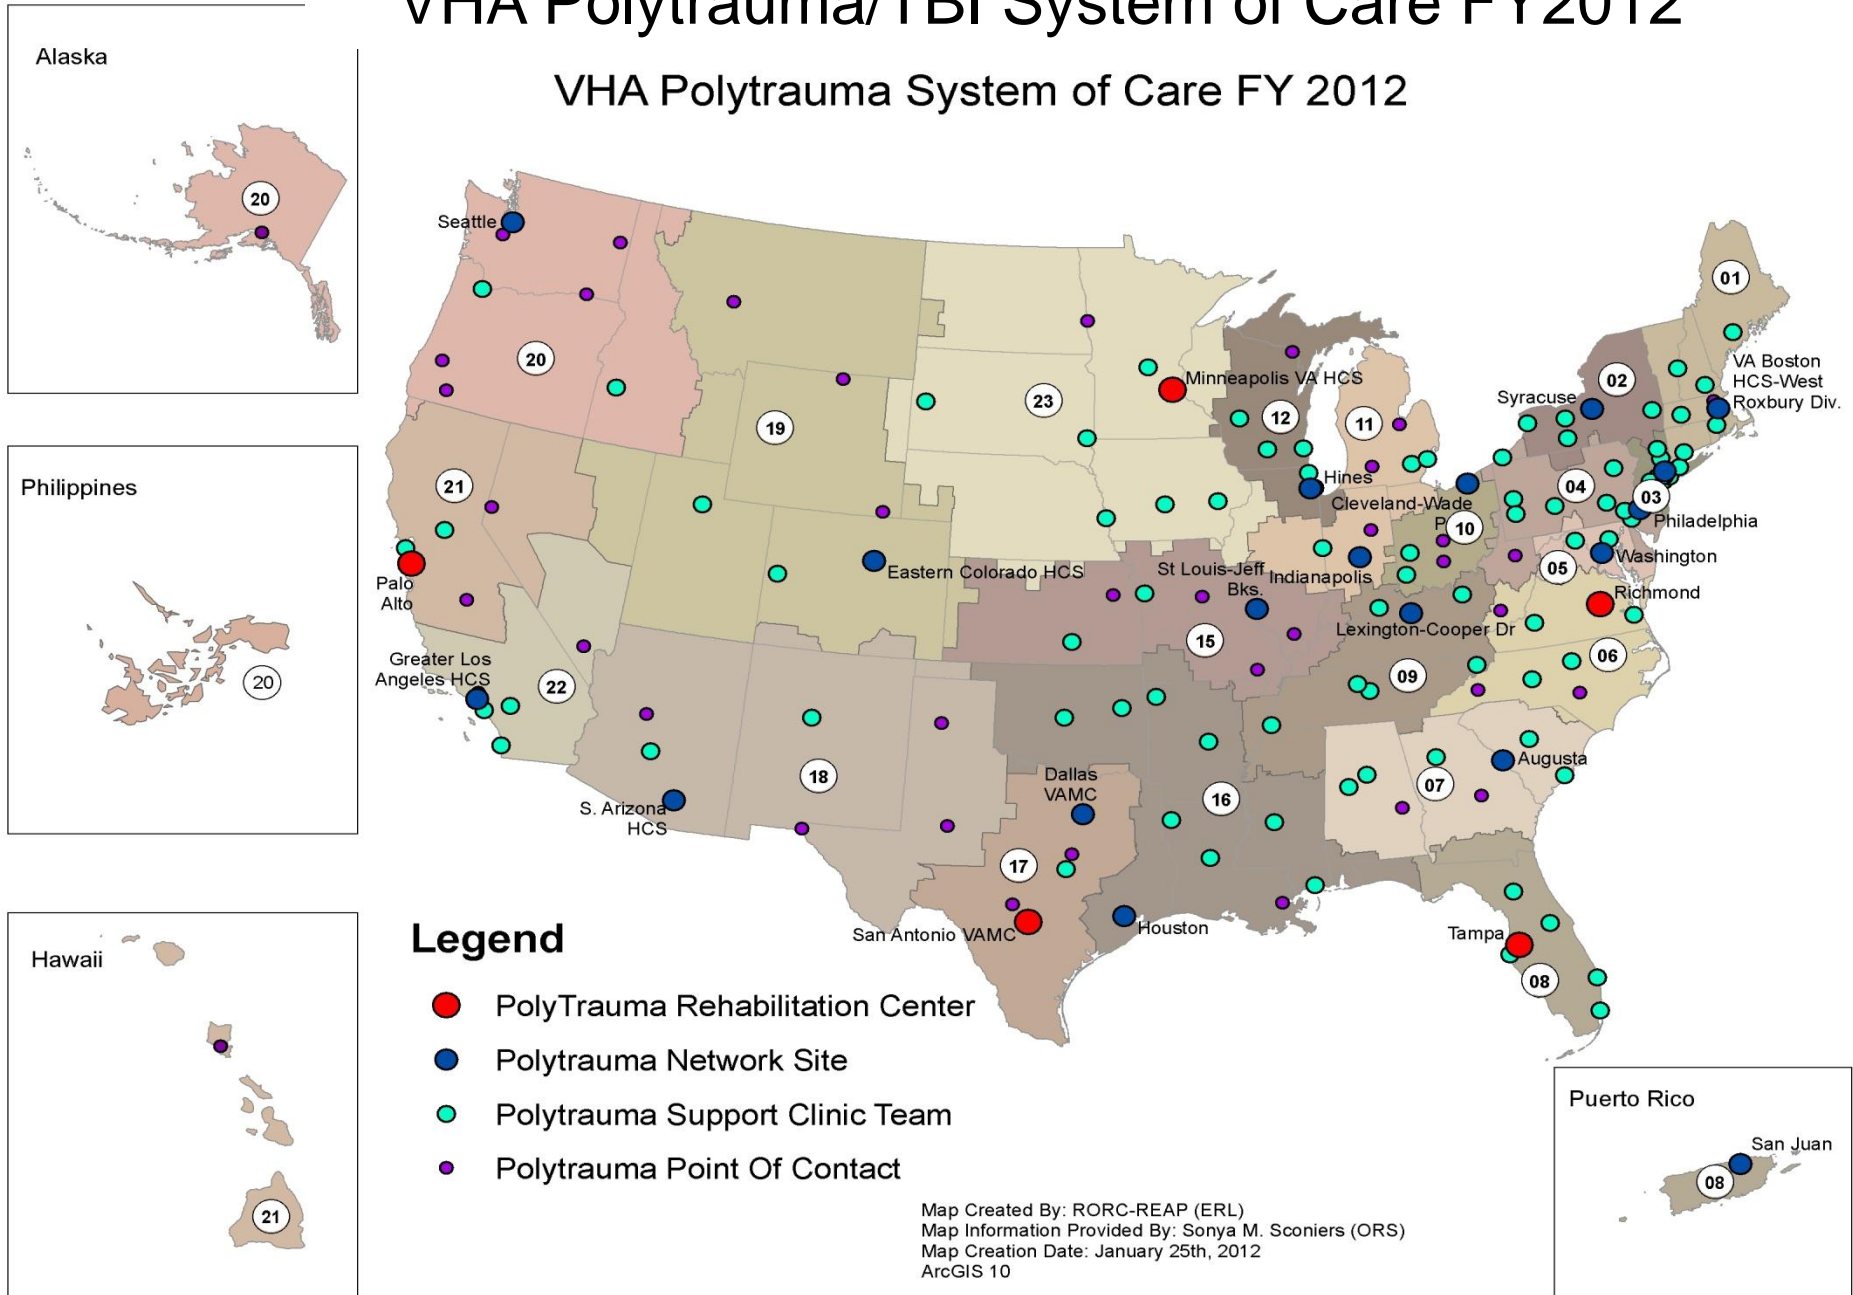 VHA Polytrauma/TBI System of Care FY2012
VHA Polytrauma System of Care FY 2012
Alaska
20
Philippines
20
Hawaii
21
Seattle
20
19
23
Minneapolis VA HCS
12
11
01
02
VA Boston
HCS-West
Roxbury Div.
Syracuse
21
Hines
Cleveland-Wade
P
10
04
03
Philadelphia
Palo
Alto
Eastern Colorado HCS
St Louis-Jeff
Bks.
Indianapolis
05
Washington
Richmond
Lexington-Cooper Dr
15
06
Greater Los
Angeles HCS
22
09
S. Arizona
HCS
18
Dallas
VAMC
16
07
Augusta
17
San Antonio VAMC
Houston
Tampa
08
Legend
PolyTrauma Rehabilitation Center
Polytrauma Network Site
Polytrauma Support Clinic Team
Polytrauma Point Of Contact
Puerto Rico
San Juan
08
Map Created By: RORC-REAP (ERL)
Map Information Provided By: Sonya M. Sconiers (ORS)
Map Creation Date: January 25th, 2012
ArcGIS 10